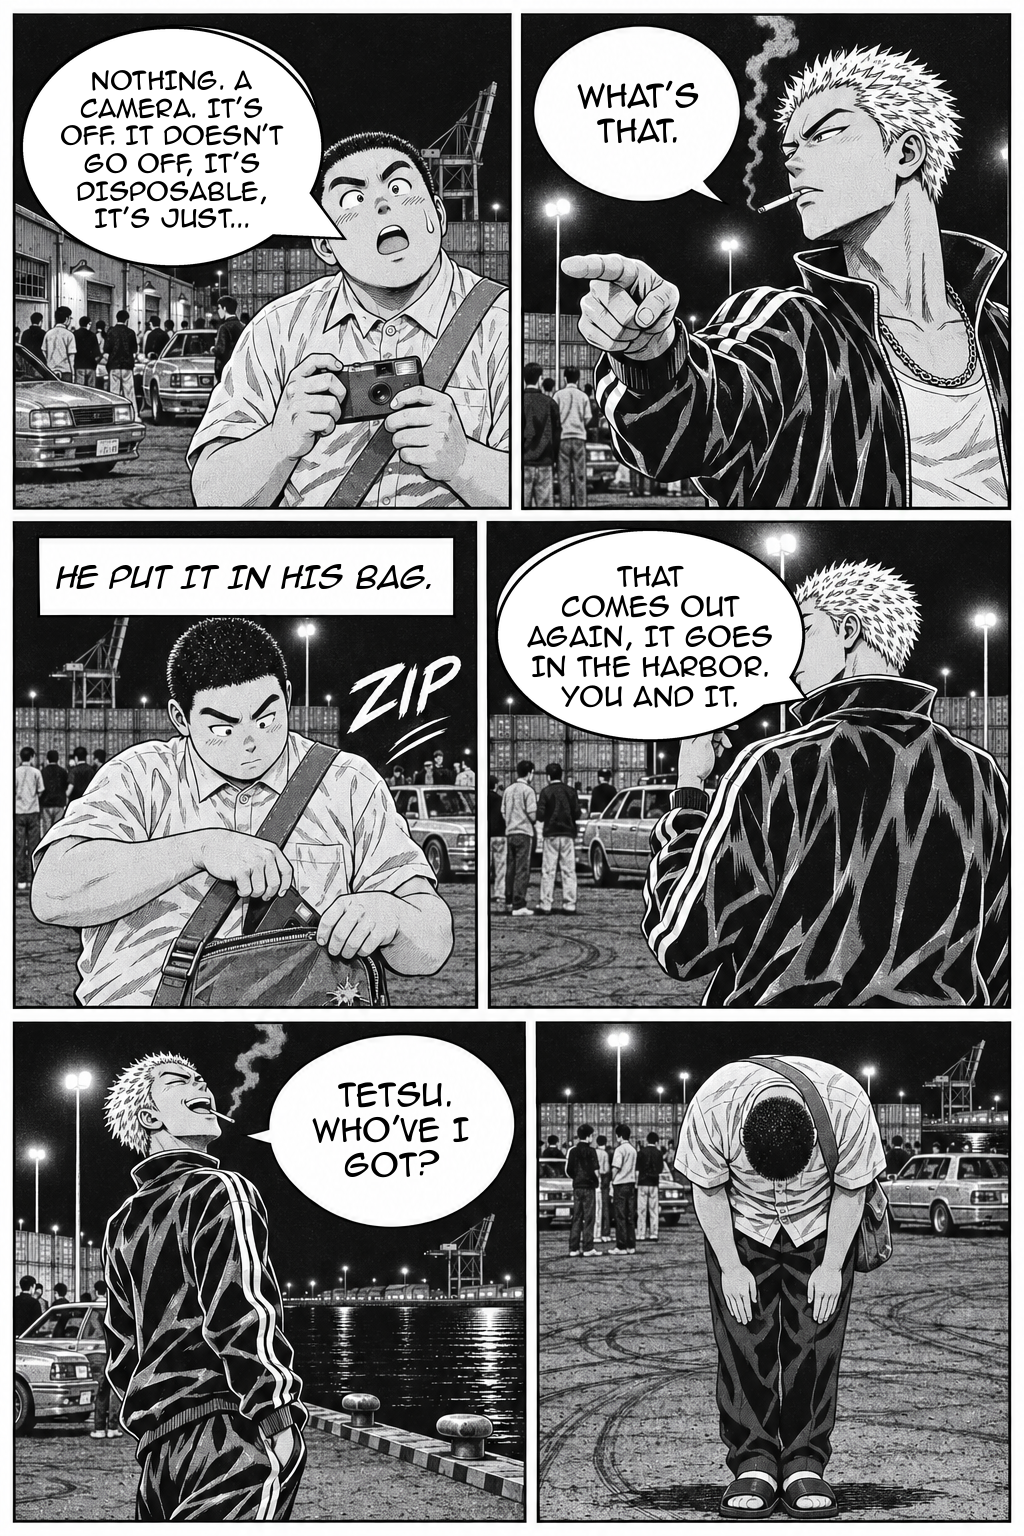 WHAT'S
THAT.
NOTHING. A
CAMERA. IT'S
OFF. IT DOESN'T
GO OFF, IT'S
DISPOSABLE,
IT'S JUST...
THAT
COMES OUT
AGAIN, IT GOES
IN THE HARBOR.
YOU AND IT.
HE PUT IT IN HIS BAG.
ZIP
TETSU.
WHO'VE I
GOT?